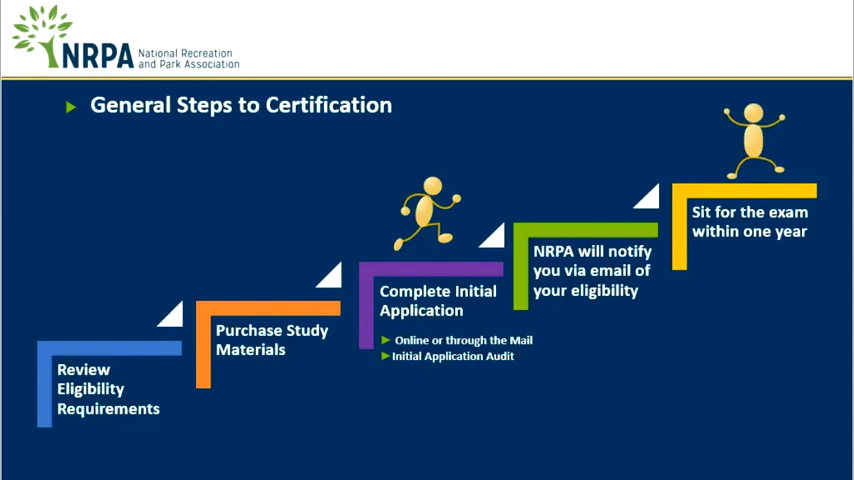 NRPA
National Recreation
and Park Association
General Steps to Certification
Review
Eligibility
Requirements
Purchase Study
Materials
Complete Initial
Application
Online or through the Mail
Initial Application Audit
NRPA will notify
you via email of
your eligibility
Sit for the exam
within one year